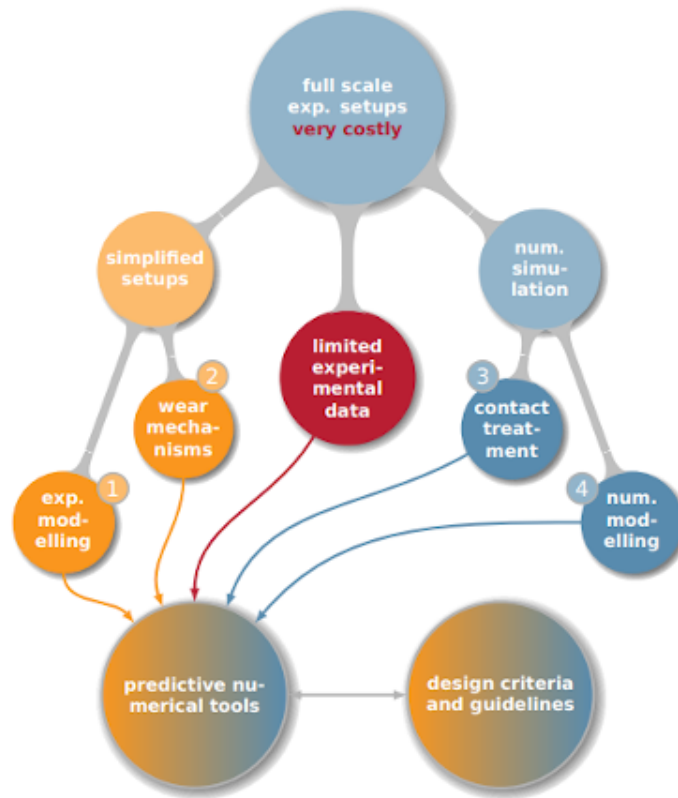 full scale
exp. setups
very costly
simplified
setups
num.
simu-
lation
limited
experi-
mental
data
2
wear
mecha-
nisms
3
contact
treat-
ment
1
exp.
mod-
elling
4
num.
mod-
elling
predictive nu-
merical tools
design criteria
and guidelines